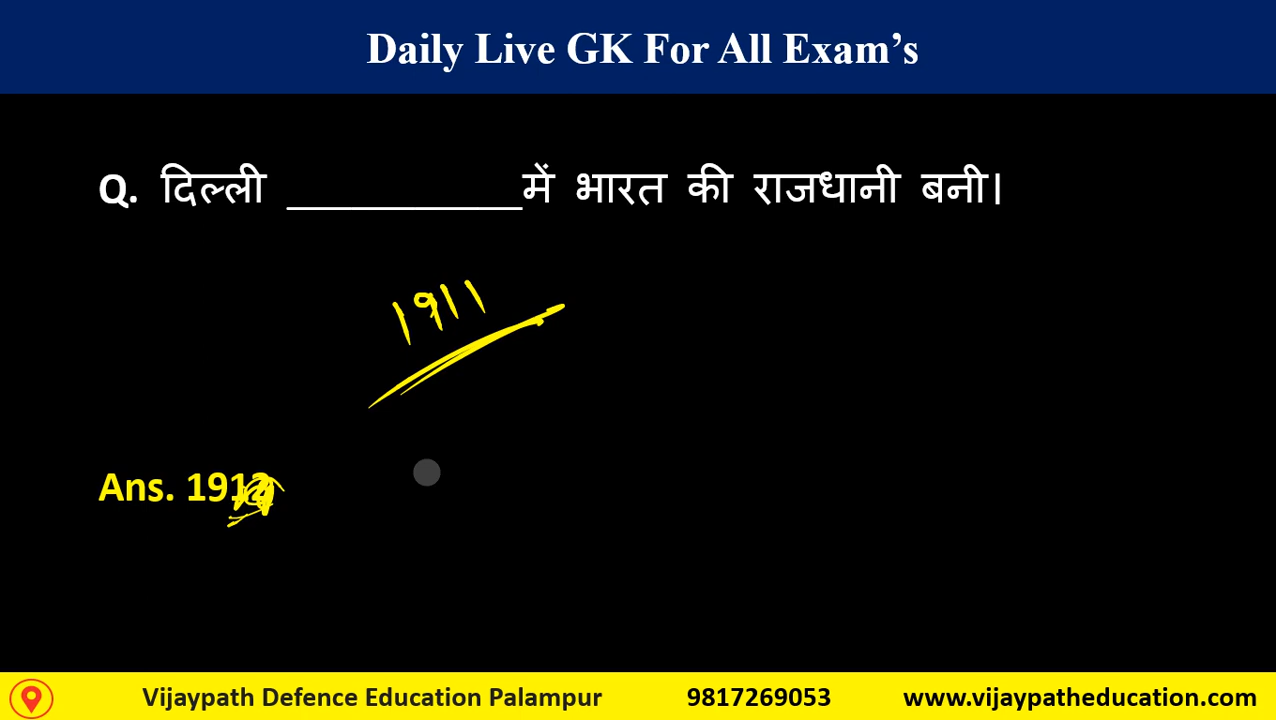 Daily Live GK For All Exam’s
Q. दिल्ली ___________में भारत की राजधानी बनी।
1911
Ans. 1912
Vijaypath Defence Education Palampur 9817269053 www.vijaypatheducation.com